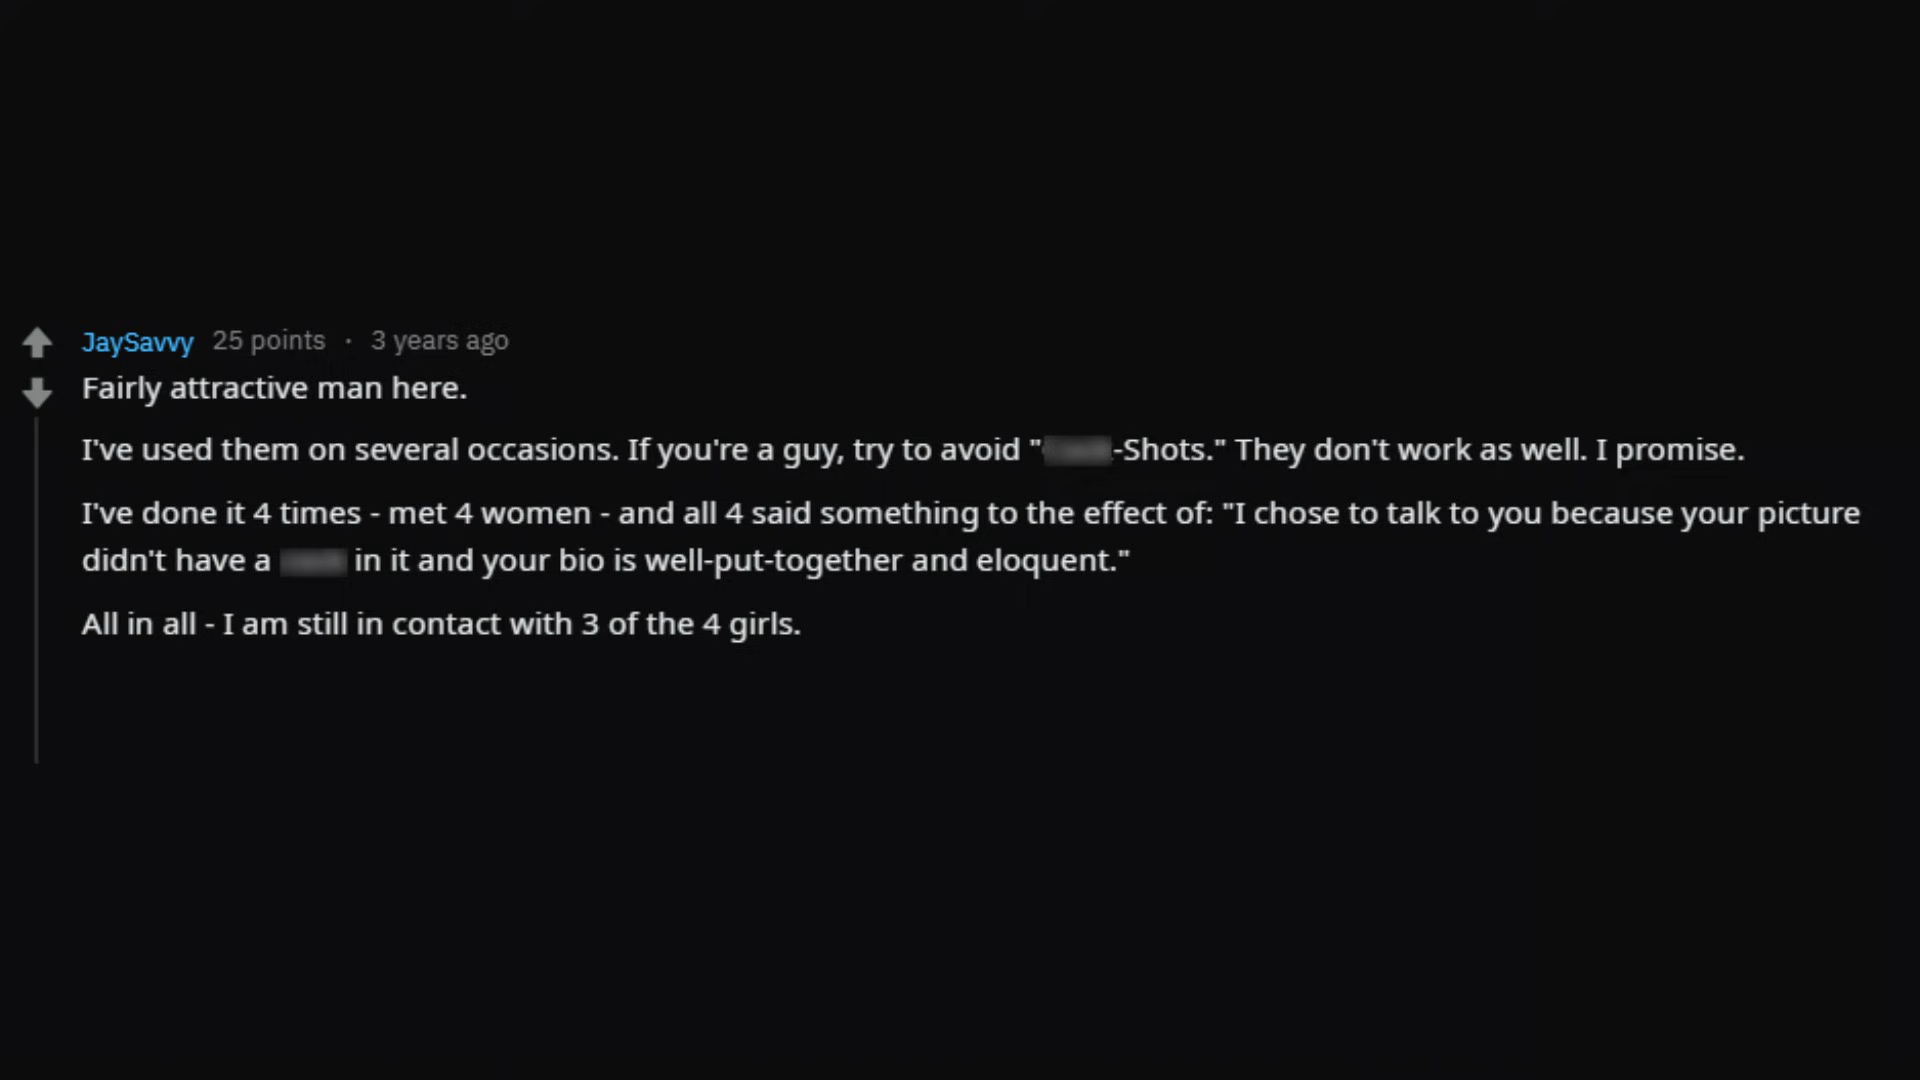 JaySavvy 25 points · 3 years ago
Fairly attractive man here.
I've used them on several occasions. If you're a guy, try to avoid "-Shots." They don't work as well. I promise.
I've done it 4 times - met 4 women - and all 4 said something to the effect of: "I chose to talk to you because your picture
didn't have a in it and your bio is well-put-together and eloquent."
All in all - I am still in contact with 3 of the 4 girls.